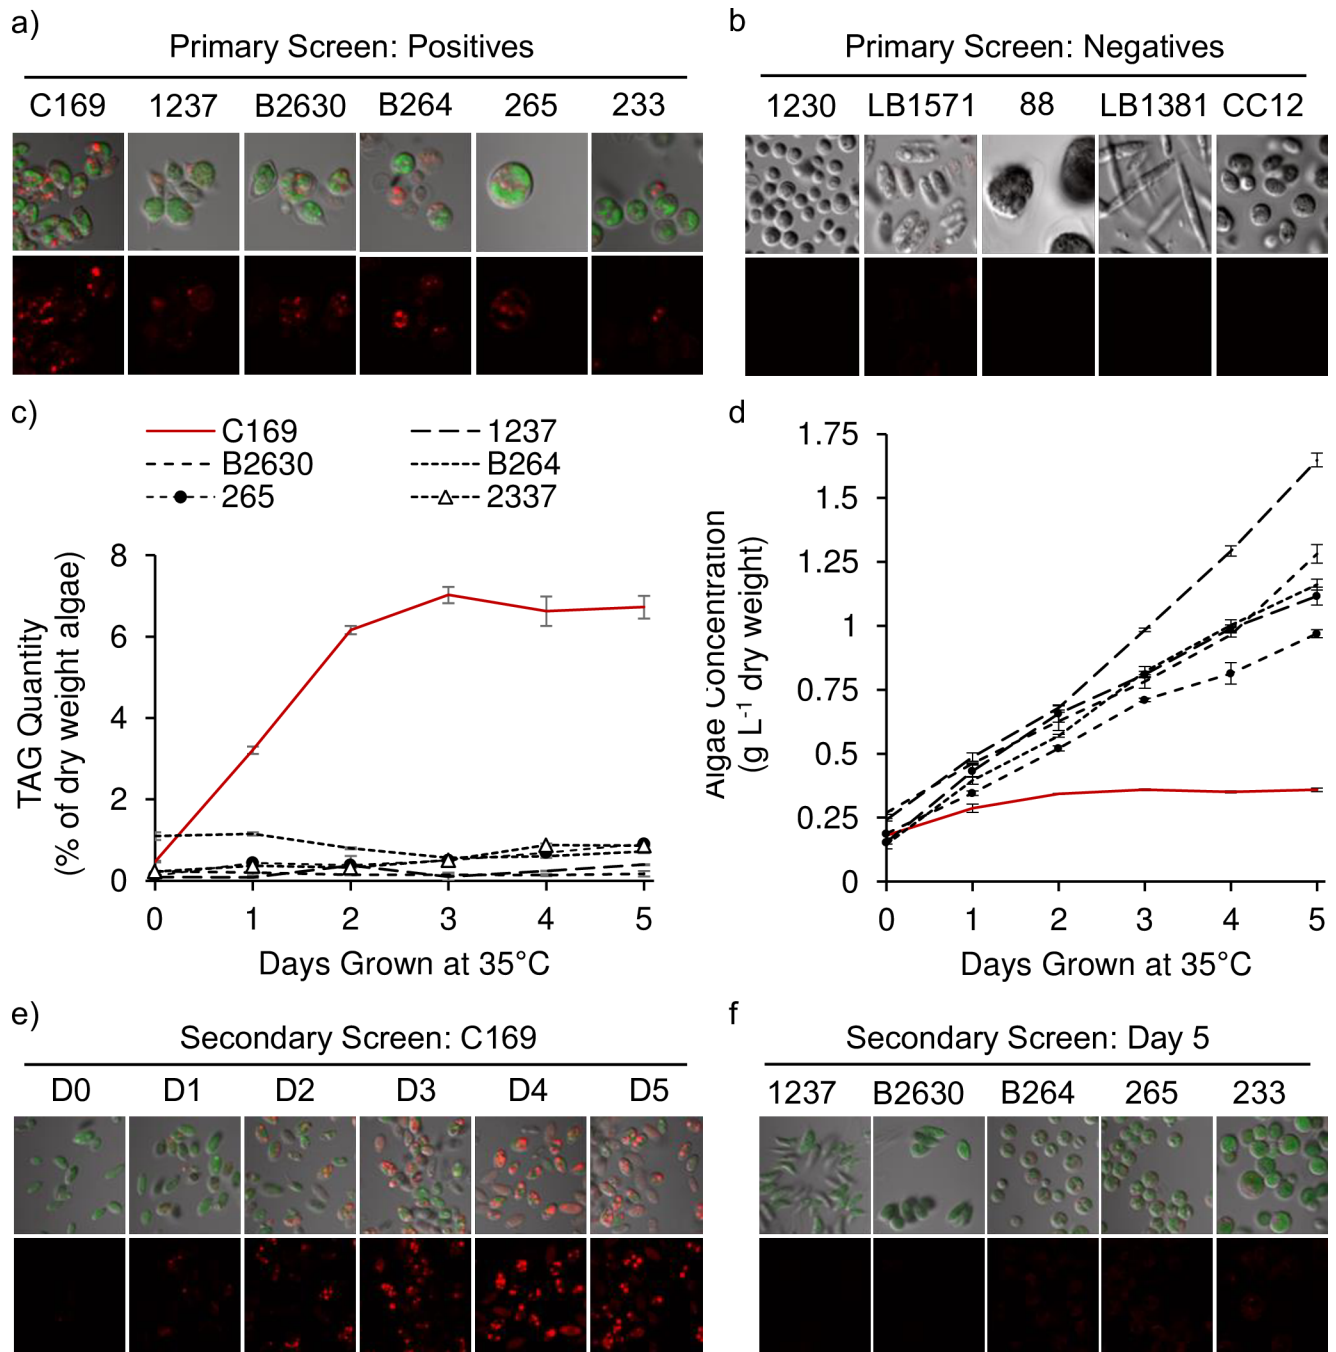 a)
Primary Screen: Positives
C169 1237 B2630 B264 265 233
b
Primary Screen: Negatives
1230 LB1571 88 LB1381 CC12
c)
C169 1237
B2630 B264
265 2337
TAG Quantity
(% of dry weight algae)
8
6
4
2
0
0 1 2 3 4 5
Days Grown at 35°C
d
Algae Concentration
(g L-1 dry weight)
1.75
1.5
1.25
1
0.75
0.5
0.25
0
0 1 2 3 4 5
Days Grown at 35°C
e)
Secondary Screen: C169
D0 D1 D2 D3 D4 D5
f
Secondary Screen: Day 5
1237 B2630 B264 265 233